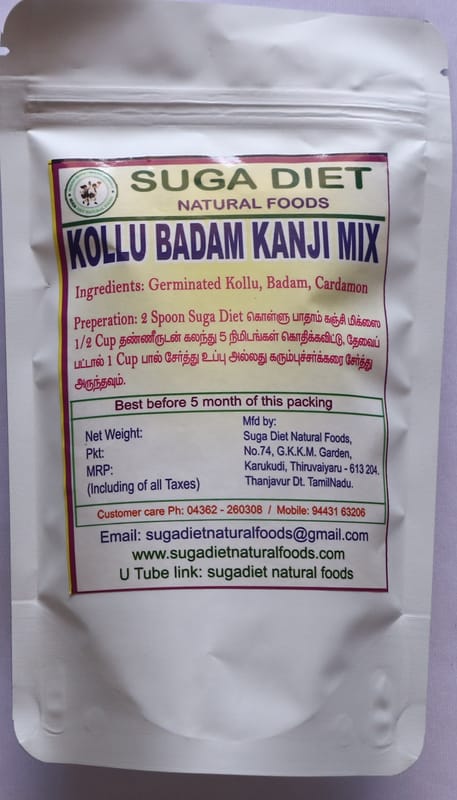 SUGA DIET
NATURAL FOODS
KOLLU BADAM KANJI MIX
Ingredients: Germinated Kollu, Badam, Cardamon
Preperation: 2 Spoon Suga Diet கொள்ளு பாதாம் கஞ்சி மிக்ஸை
1/2 Cup தண்ணீருடன் கலந்து 5 நிமிடங்கள் கொதிக்கவிட்டு, தேவைப்
பட்டால் 1 Cup பால் சேர்த்து உப்பு அல்லது கரும்புச்சர்க்கரை சேர்த்து
அருந்தவும்.
Best before 5 month of this packing
Net Weight:
Pkt:
MRP:
(Including of all Taxes)
Mfd by:
Suga Diet Natural Foods,
No.74, G.K.K.M. Garden,
Karukudi, Thiruvaiyaru - 613 204.
Thanjavur Dt. TamilNadu.
Customer care Ph: 04362 - 260308 / Mobile: 94431 63206
Email: sugadietnaturalfoods@gmail.com
www.sugadietnaturalfoods.com
U Tube link: sugadiet natural foods